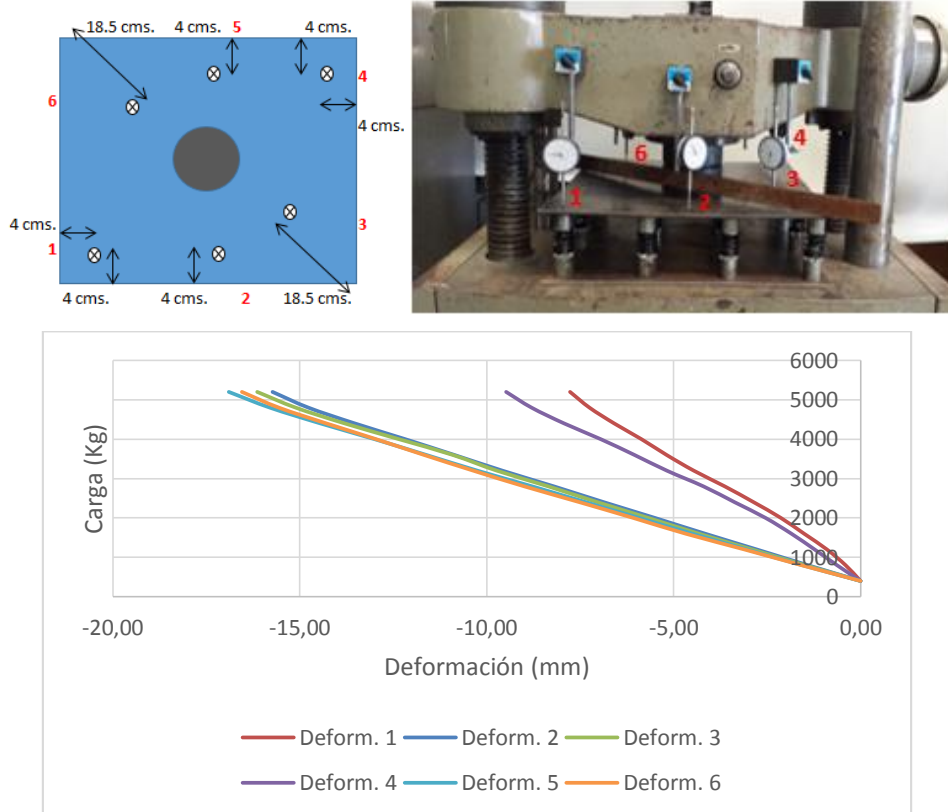 18.5 cms. 4 cms. 5 4 cms.
4
6
4 cms.
4 cms.
3
1
4 cms. 4 cms. 2 18.5 cms.
4
6
3
1 2
6000
5000
4000
3000
2000
1000
0
Carga (Kg)
-20,00 -15,00 -10,00 -5,00 0,00
Deformación (mm)
Deform. 1 Deform. 2 Deform. 3
Deform. 4 Deform. 5 Deform. 6